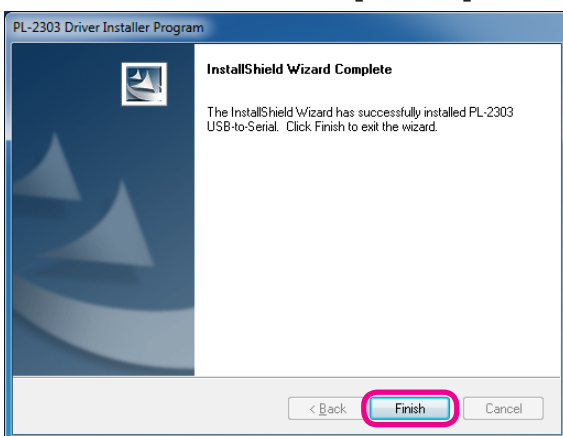 PL-2303 Driver Installer Program
InstallShield Wizard Complete
The InstallShield Wizard has successfully installed PL-2303
USB-to-Serial. Click Finish to exit the wizard.
< Back
Finish
Cancel